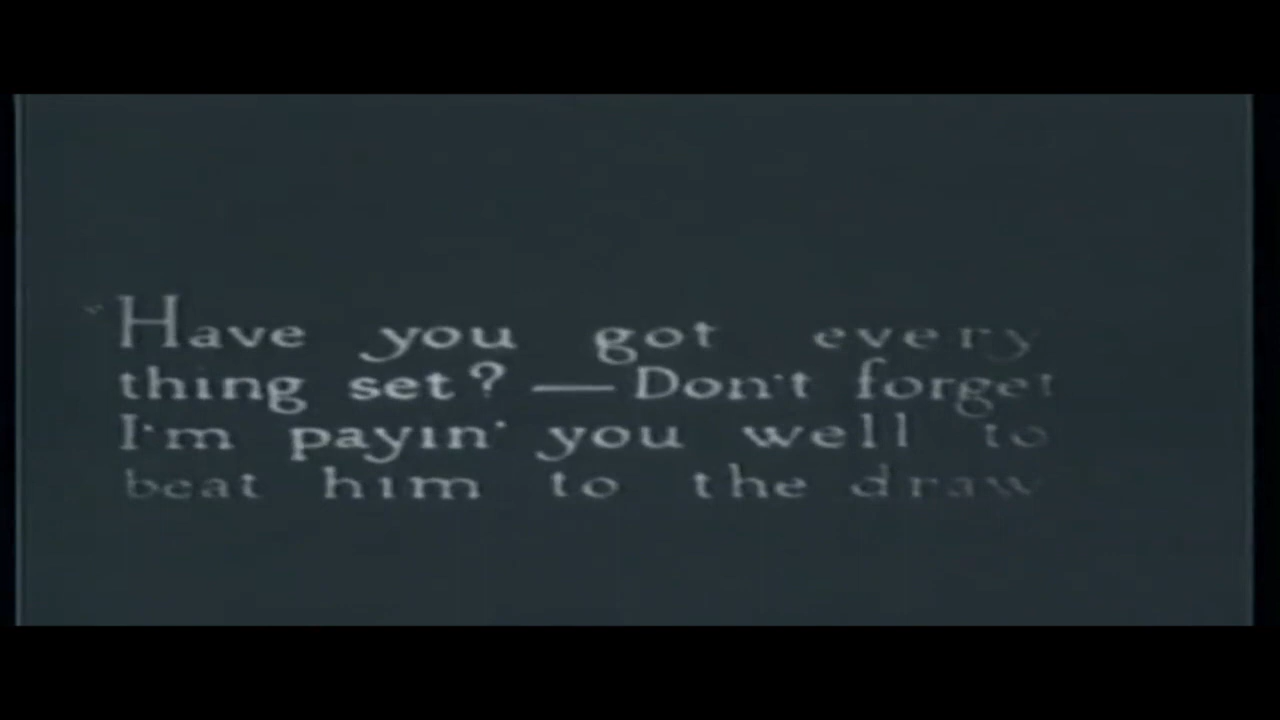 "Have you got every
thing set? — Don't forget
I'm payin' you well to
beat him to the draw